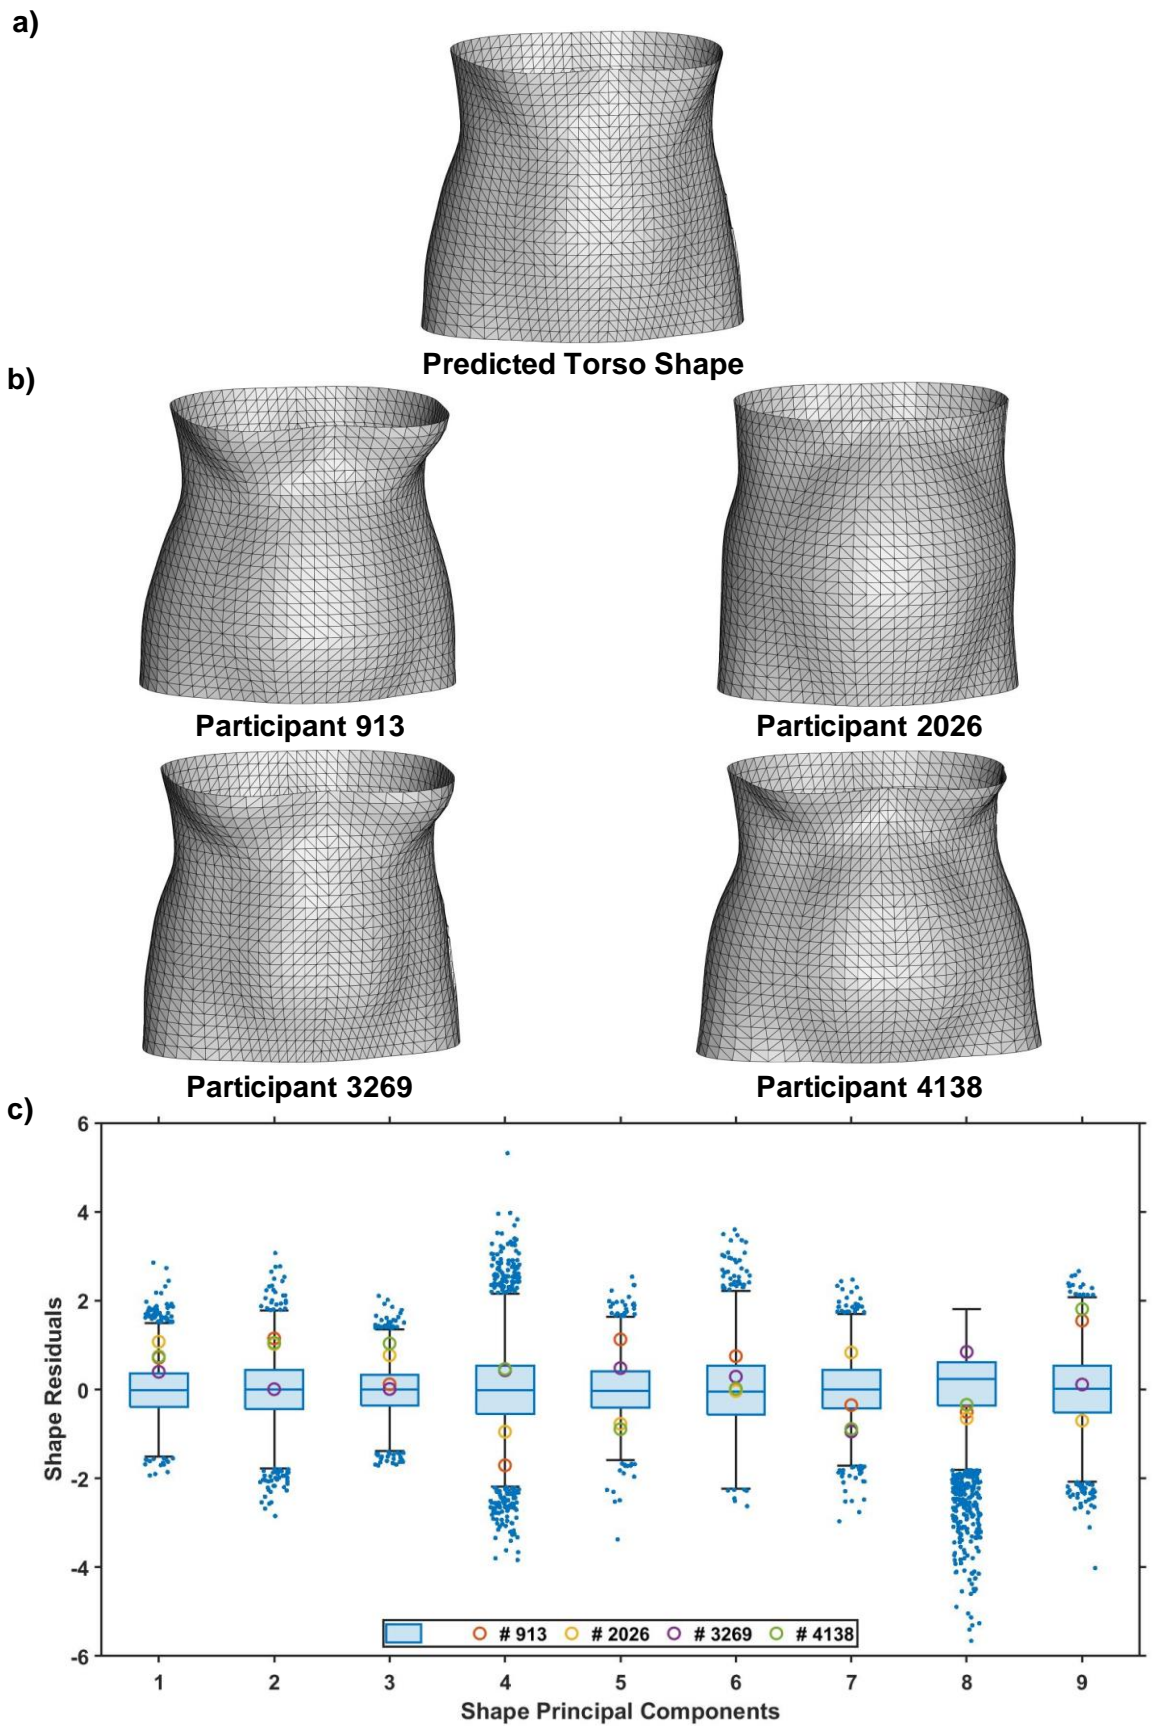 a)
Predicted Torso Shape
b)
Participant 913
Participant 2026
Participant 3269
Participant 4138
c)
6
4
2
0
-2
-4
-6
Shape Residuals
# 913
# 2026
# 3269
# 4138
1 2 3 4 5 6 7 8 9
Shape Principal Components